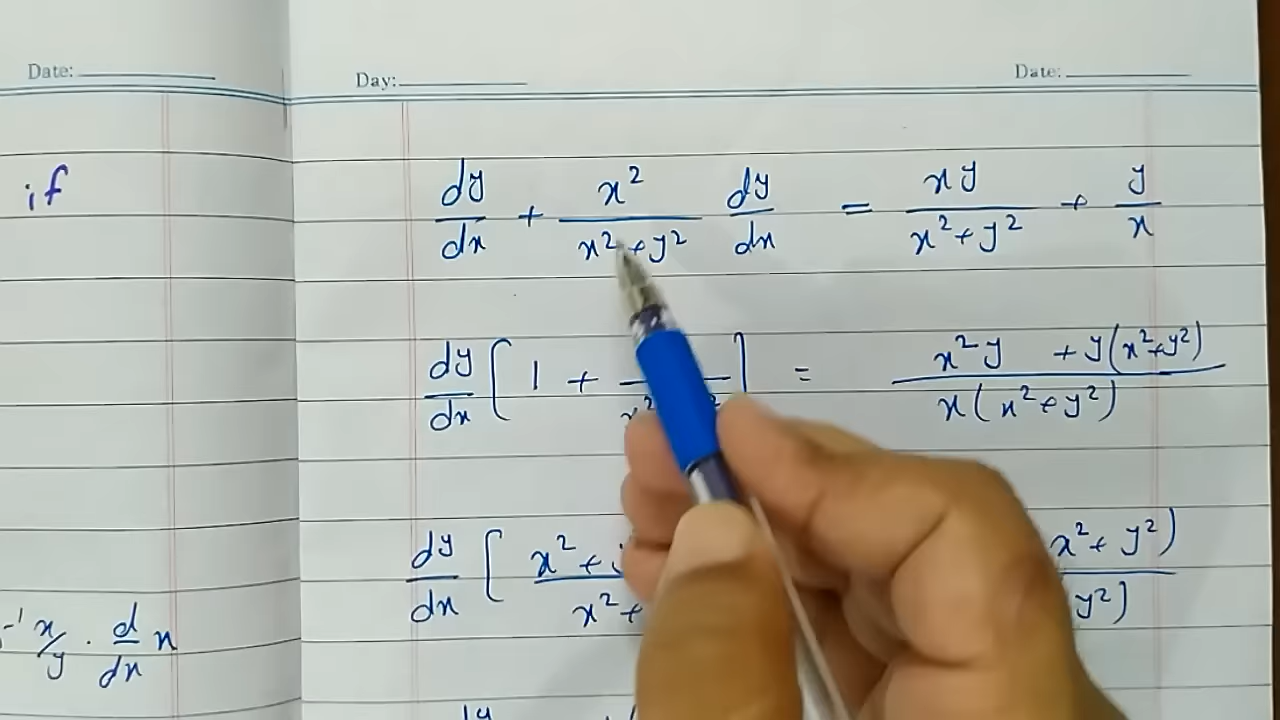 Date:
Day:
Date:
if
dy/dx + x²/(x²+y²) dy/dx = xy/(x²+y²) + y/x
dy/dx [ 1 + ] = (x²y + y(x²+y²))/(x(x²+y²))
dy/dx [ x²+ / x²+ x²+y²) / y²)
⁻¹ x/y . d/dx x